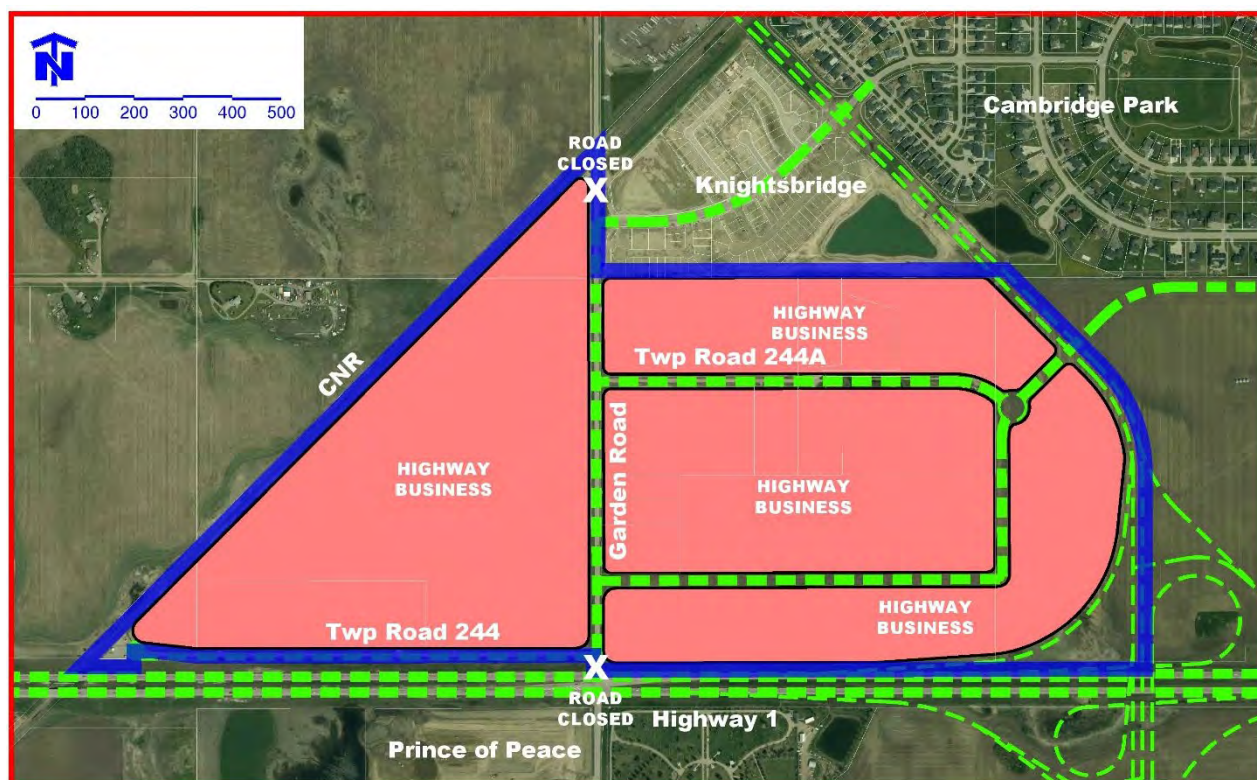 N
0 100 200 300 400 500
Cambridge Park
ROAD
CLOSED
X
Knightsbridge
HIGHWAY
BUSINESS
Twp Road 244A
CNR
Garden Road
HIGHWAY
BUSINESS
HIGHWAY
BUSINESS
HIGHWAY
BUSINESS
Twp Road 244
X
ROAD
CLOSED
Highway 1
Prince of Peace